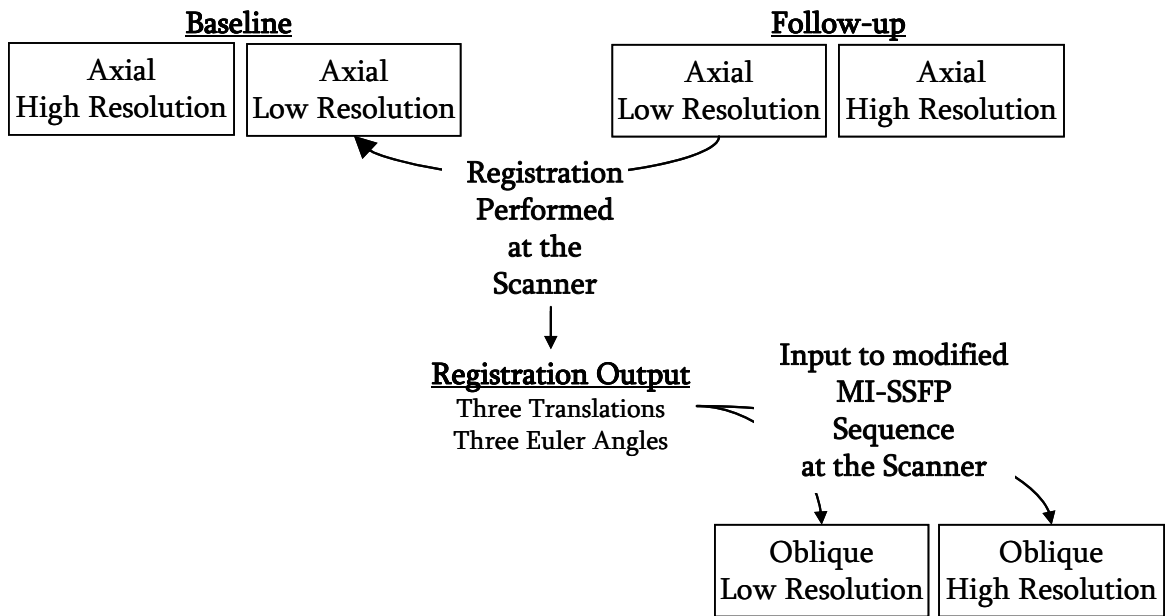 Baseline
Follow-up
Axial
High Resolution
Axial
Low Resolution
Axial
Low Resolution
Axial
High Resolution
Registration
Performed
at the
Scanner
Registration Output
Three Translations
Three Euler Angles
Input to modified
MI-SSFP
Sequence
at the Scanner
Oblique
Low Resolution
Oblique
High Resolution